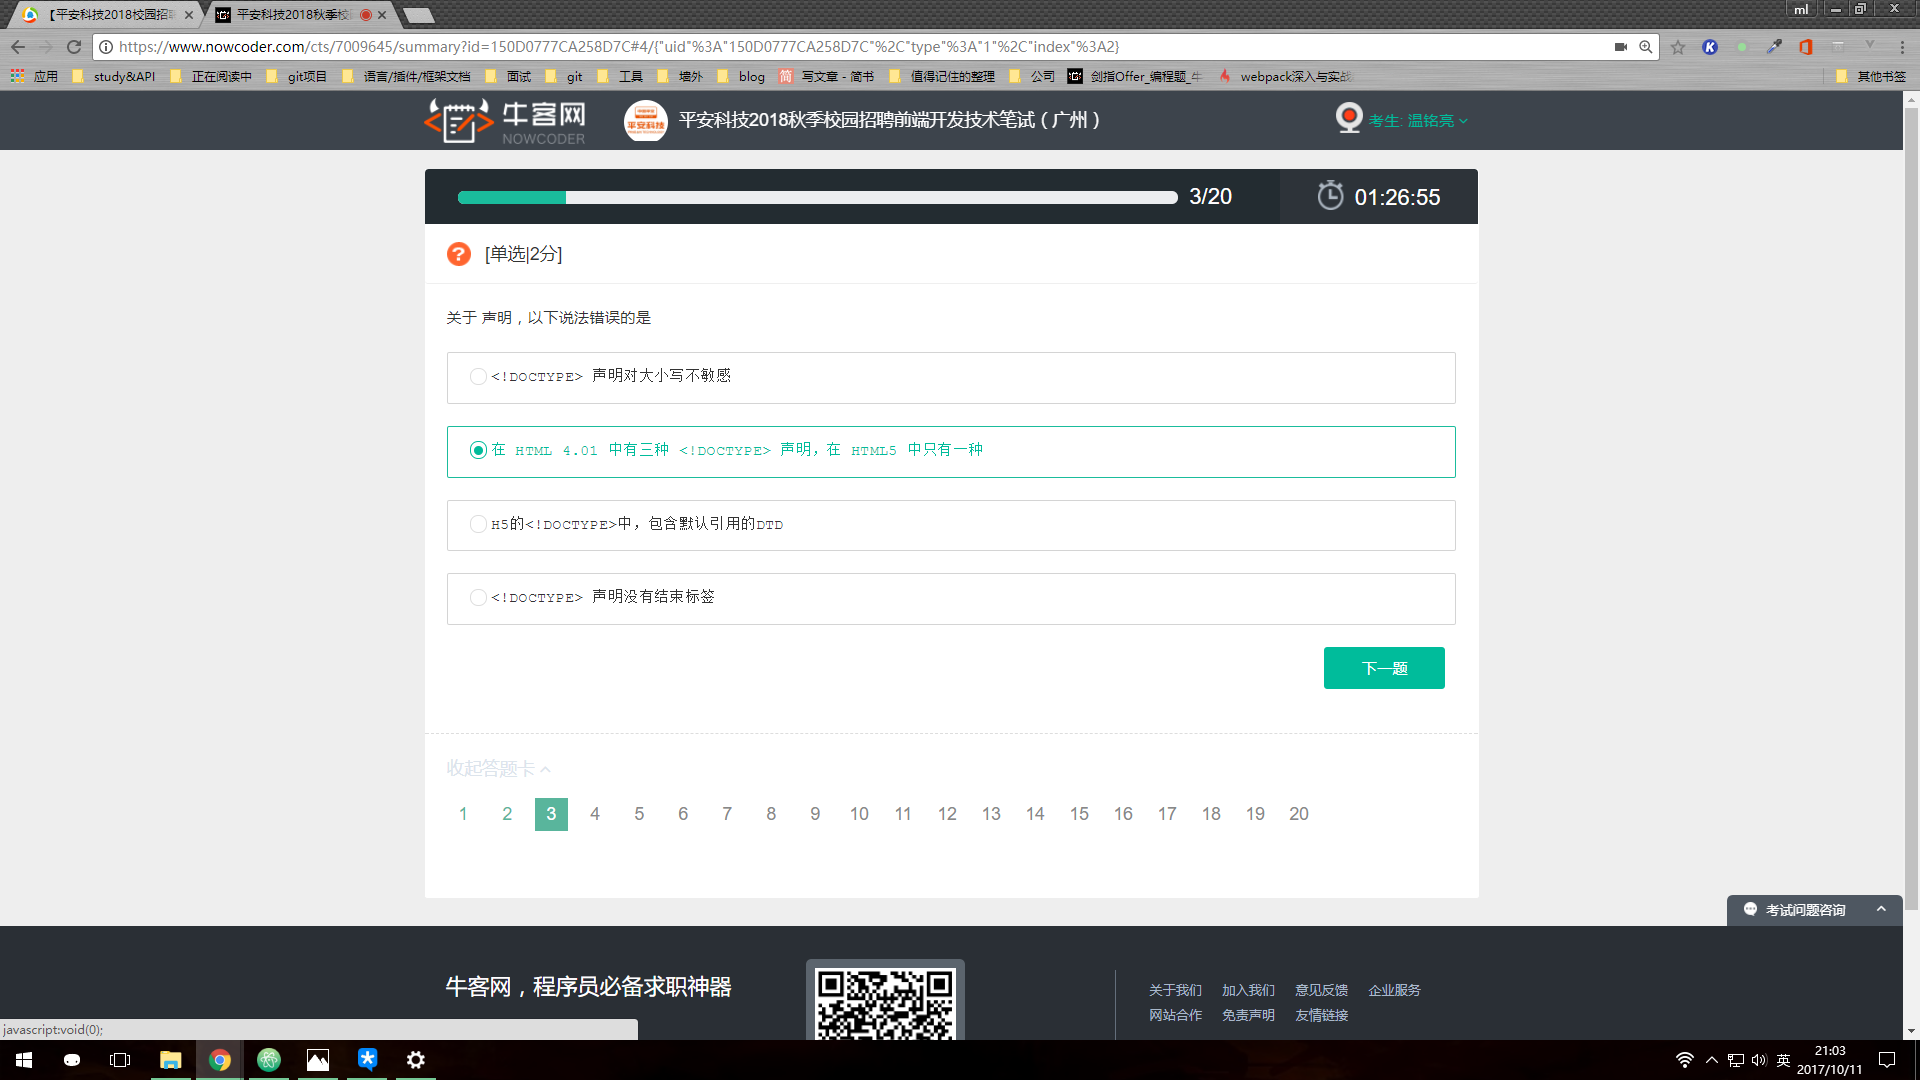 【平安科技2018校园招聘
平安科技2018秋季校园
ml
https://www.nowcoder.com/cts/7009645/summary?id=150D0777CA258D7C#4/{"uid"%3A"150D0777CA258D7C"%2C"type"%3A"1"%2C"index"%3A2}
应用
study&API
正在阅读中
git项目
语言/插件/框架文档
面试
git
工具
墙外
blog
简
写文章 - 简书
值得记住的整理
公司
剑指Offer_编程题_牛
webpack深入与实战
其他书签
牛客网
NOWCODER
平安科技
平安科技2018秋季校园招聘前端开发技术笔试（广州）
考生: 温铭亮
3/20
01:26:55
[单选|2分]
关于 声明，以下说法错误的是
<!DOCTYPE> 声明对大小写不敏感
在 HTML 4.01 中有三种 <!DOCTYPE> 声明，在 HTML5 中只有一种
H5的<!DOCTYPE>中，包含默认引用的DTD
<!DOCTYPE> 声明没有结束标签
下一题
收起答题卡
1 2 3 4 5 6 7 8 9 10 11 12 13 14 15 16 17 18 19 20
考试问题咨询
牛客网，程序员必备求职神器
关于我们 加入我们 意见反馈 企业服务
网站合作 免责声明 友情链接
javascript:void(0);
英
21:03
2017/10/11